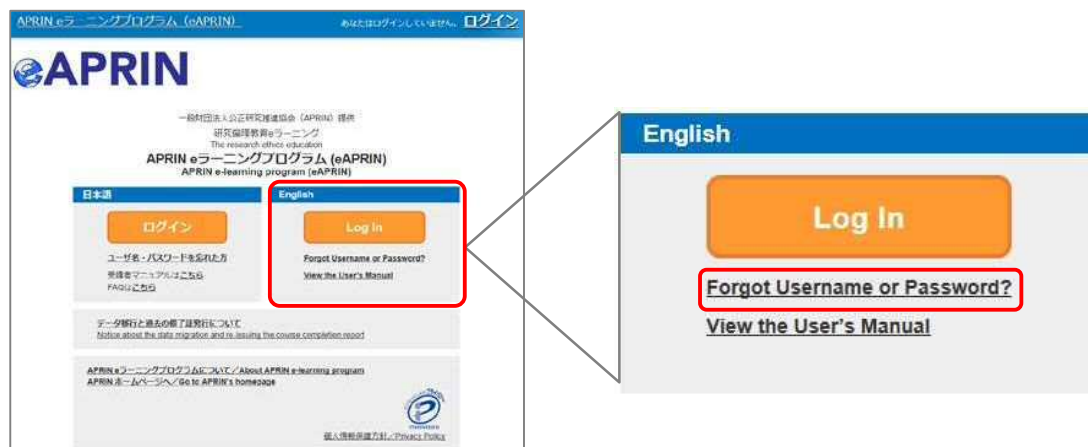 APRIN eラーニングプログラム (eAPRIN)
あなたはログインしていません。 ログイン
eAPRIN
一般財団法人公正研究推進協会 (APRIN) 提供
研究倫理教育eラーニング
The research ethics education
APRIN eラーニングプログラム (eAPRIN)
APRIN e-learning program (eAPRIN)
日本語
ログイン
ユーザ名・パスワードを忘れた方
受講者マニュアルはこちら
FAQはこちら
English
Log In
Forgot Username or Password?
View the User's Manual
データ移行と過去の修了証発行について
Notice about the data migration and re-issuing the course completion report
APRIN eラーニングプログラムについて／About APRIN e-learning program
APRIN ホームページへ／Go to APRIN's homepage
個人情報保護方針／Privacy Policy
English
Log In
Forgot Username or Password?
View the User's Manual